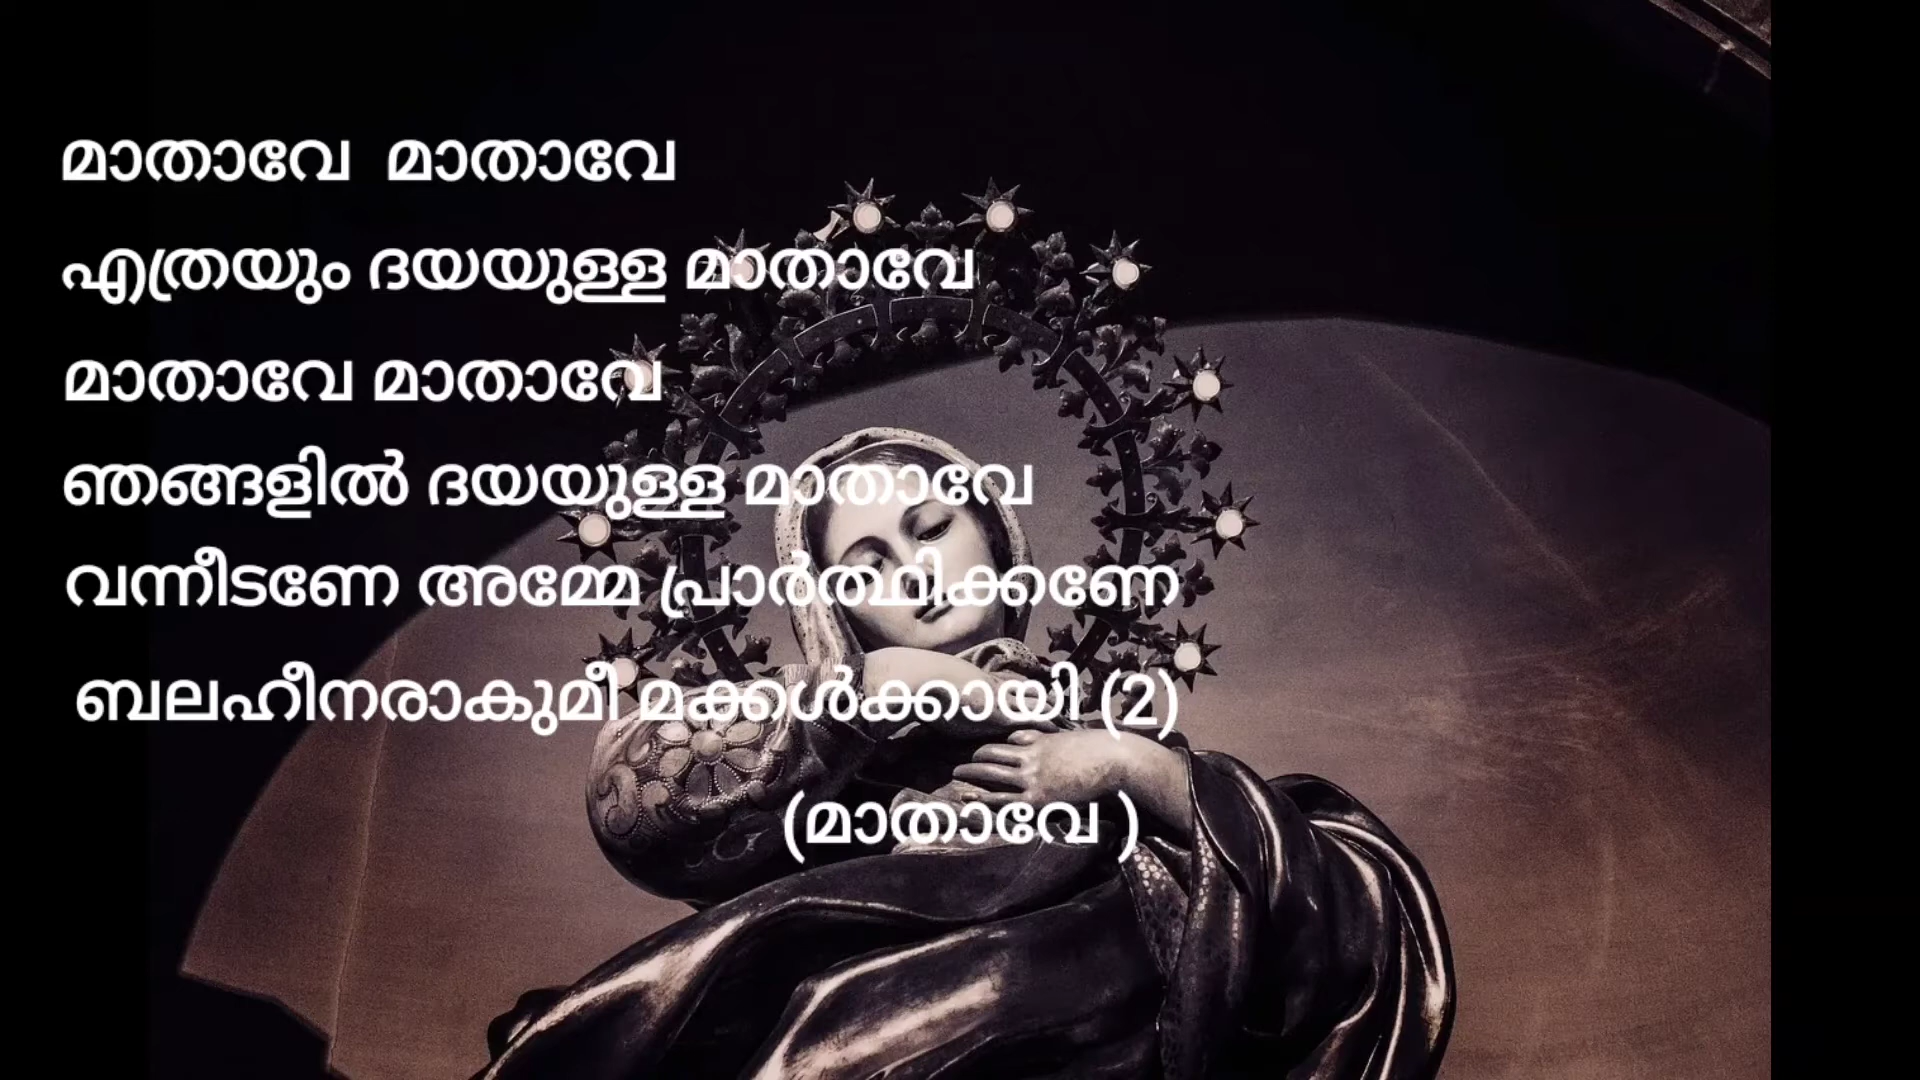 മാതാവേ മാതാവേ
എത്രയും ദയയുള്ള മാതാവേ
മാതാവേ മാതാവേ
ഞങ്ങളിൽ ദയയുള്ള മാതാവേ
വന്നീടണേ അമ്മേ പ്രാർത്ഥിക്കണേ
ബലഹീനരാകുമീ മക്കൾക്കായി (2)
(മാതാവേ )